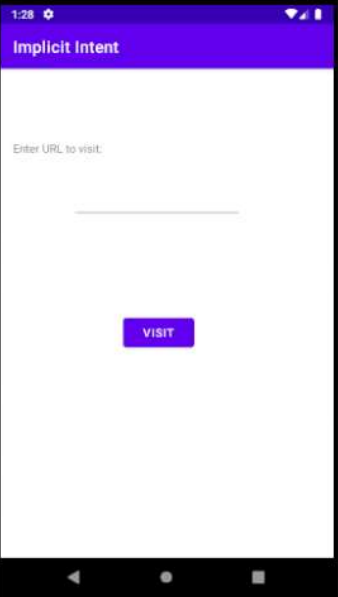 1:28
Implicit Intent
Enter URL to visit:
VISIT